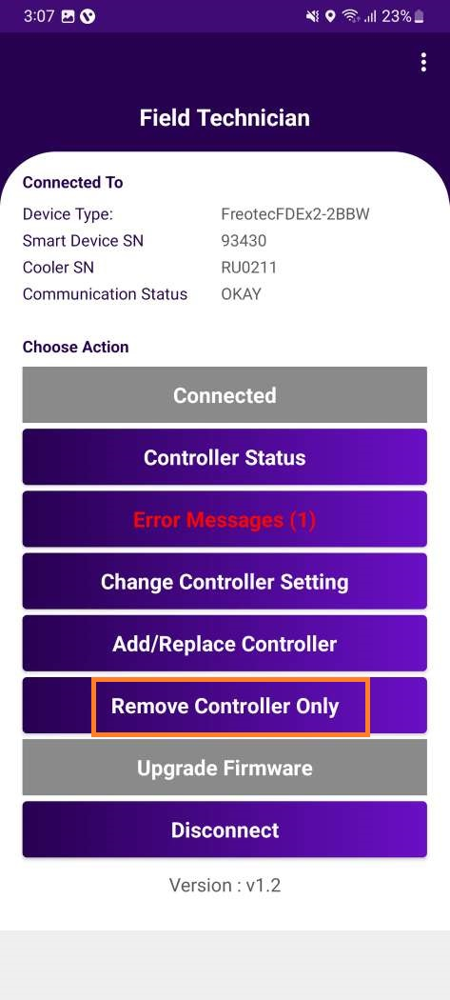 3:07 23%
Field Technician
Connected To
Device Type: FreotecFDEx2-2BBW
Smart Device SN 93430
Cooler SN RU0211
Communication Status OKAY
Choose Action
Connected
Controller Status
Error Messages (1)
Change Controller Setting
Add/Replace Controller
Remove Controller Only
Upgrade Firmware
Disconnect
Version : v1.2